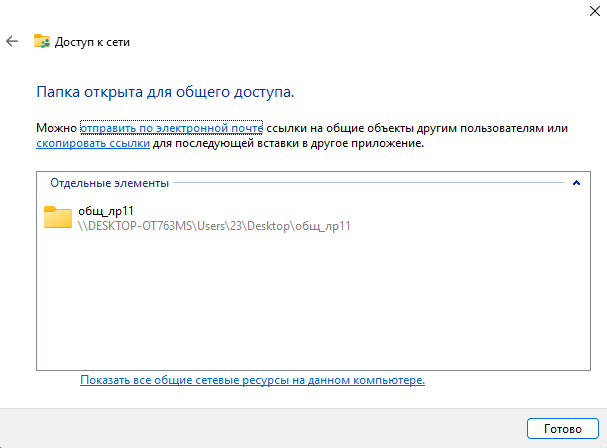 Доступ к сети
Папка открыта для общего доступа.
Можно отправить по электронной почте ссылки на общие объекты другим пользователям или
скопировать ссылки для последующей вставки в другое приложение.
Отдельные элементы
общ_лр11
\\DESKTOP-OT763MS\Users\23\Desktop\общ_лр11
Показать все общие сетевые ресурсы на данном компьютере.
Готово